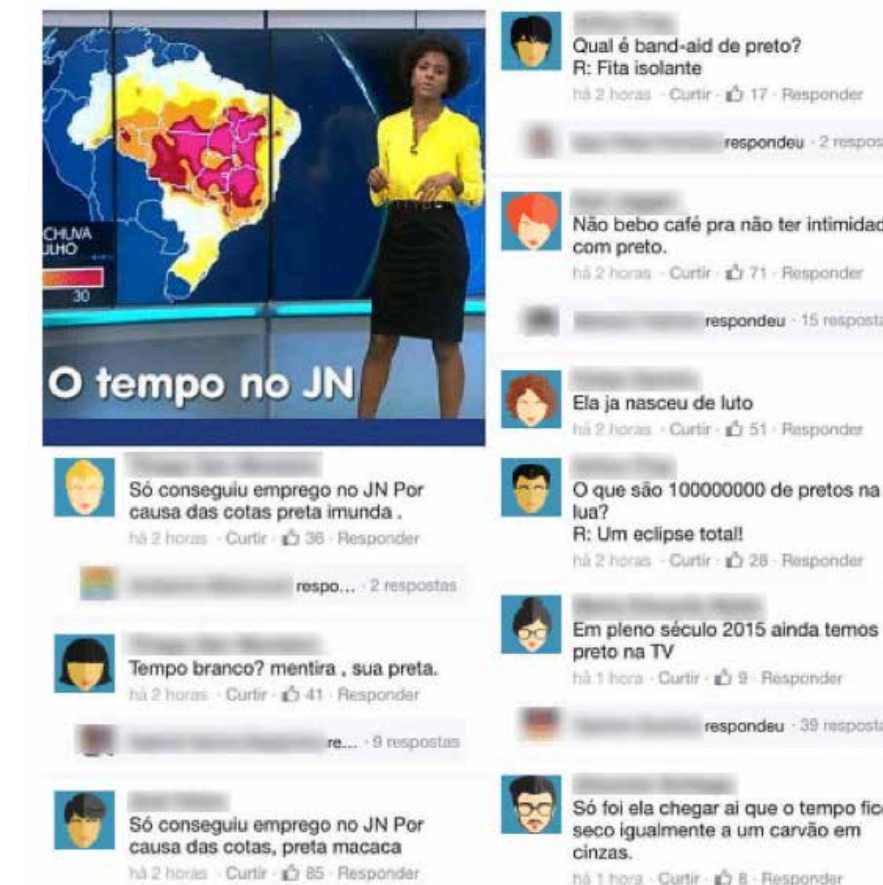 CHUVA
ULHO
30
O tempo no JN
Só conseguiu emprego no JN Por
causa das cotas preta imunda .
há 2 horas · Curtir · 36 · Responder
respo... · 2 respostas
Tempo branco? mentira , sua preta.
há 2 horas · Curtir · 41 · Responder
re... · 9 respostas
Só conseguiu emprego no JN Por
causa das cotas, preta macaca
há 2 horas · Curtir · 85 · Responder
Qual é band-aid de preto?
R: Fita isolante
há 2 horas · Curtir · 17 · Responder
respondeu · 2 respos
Não bebo café pra não ter intimidad
com preto.
há 2 horas · Curtir · 71 · Responder
respondeu · 15 resposta
Ela ja nasceu de luto
há 2 horas · Curtir · 51 · Responder
O que são 100000000 de pretos na
lua?
R: Um eclipse total!
há 2 horas · Curtir · 28 · Responder
Em pleno século 2015 ainda temos
preto na TV
há 1 hora · Curtir · 9 · Responder
respondeu · 39 resposta
Só foi ela chegar ai que o tempo fic
seco igualmente a um carvão em
cinzas.
há 1 hora · Curtir · 8 · Responder